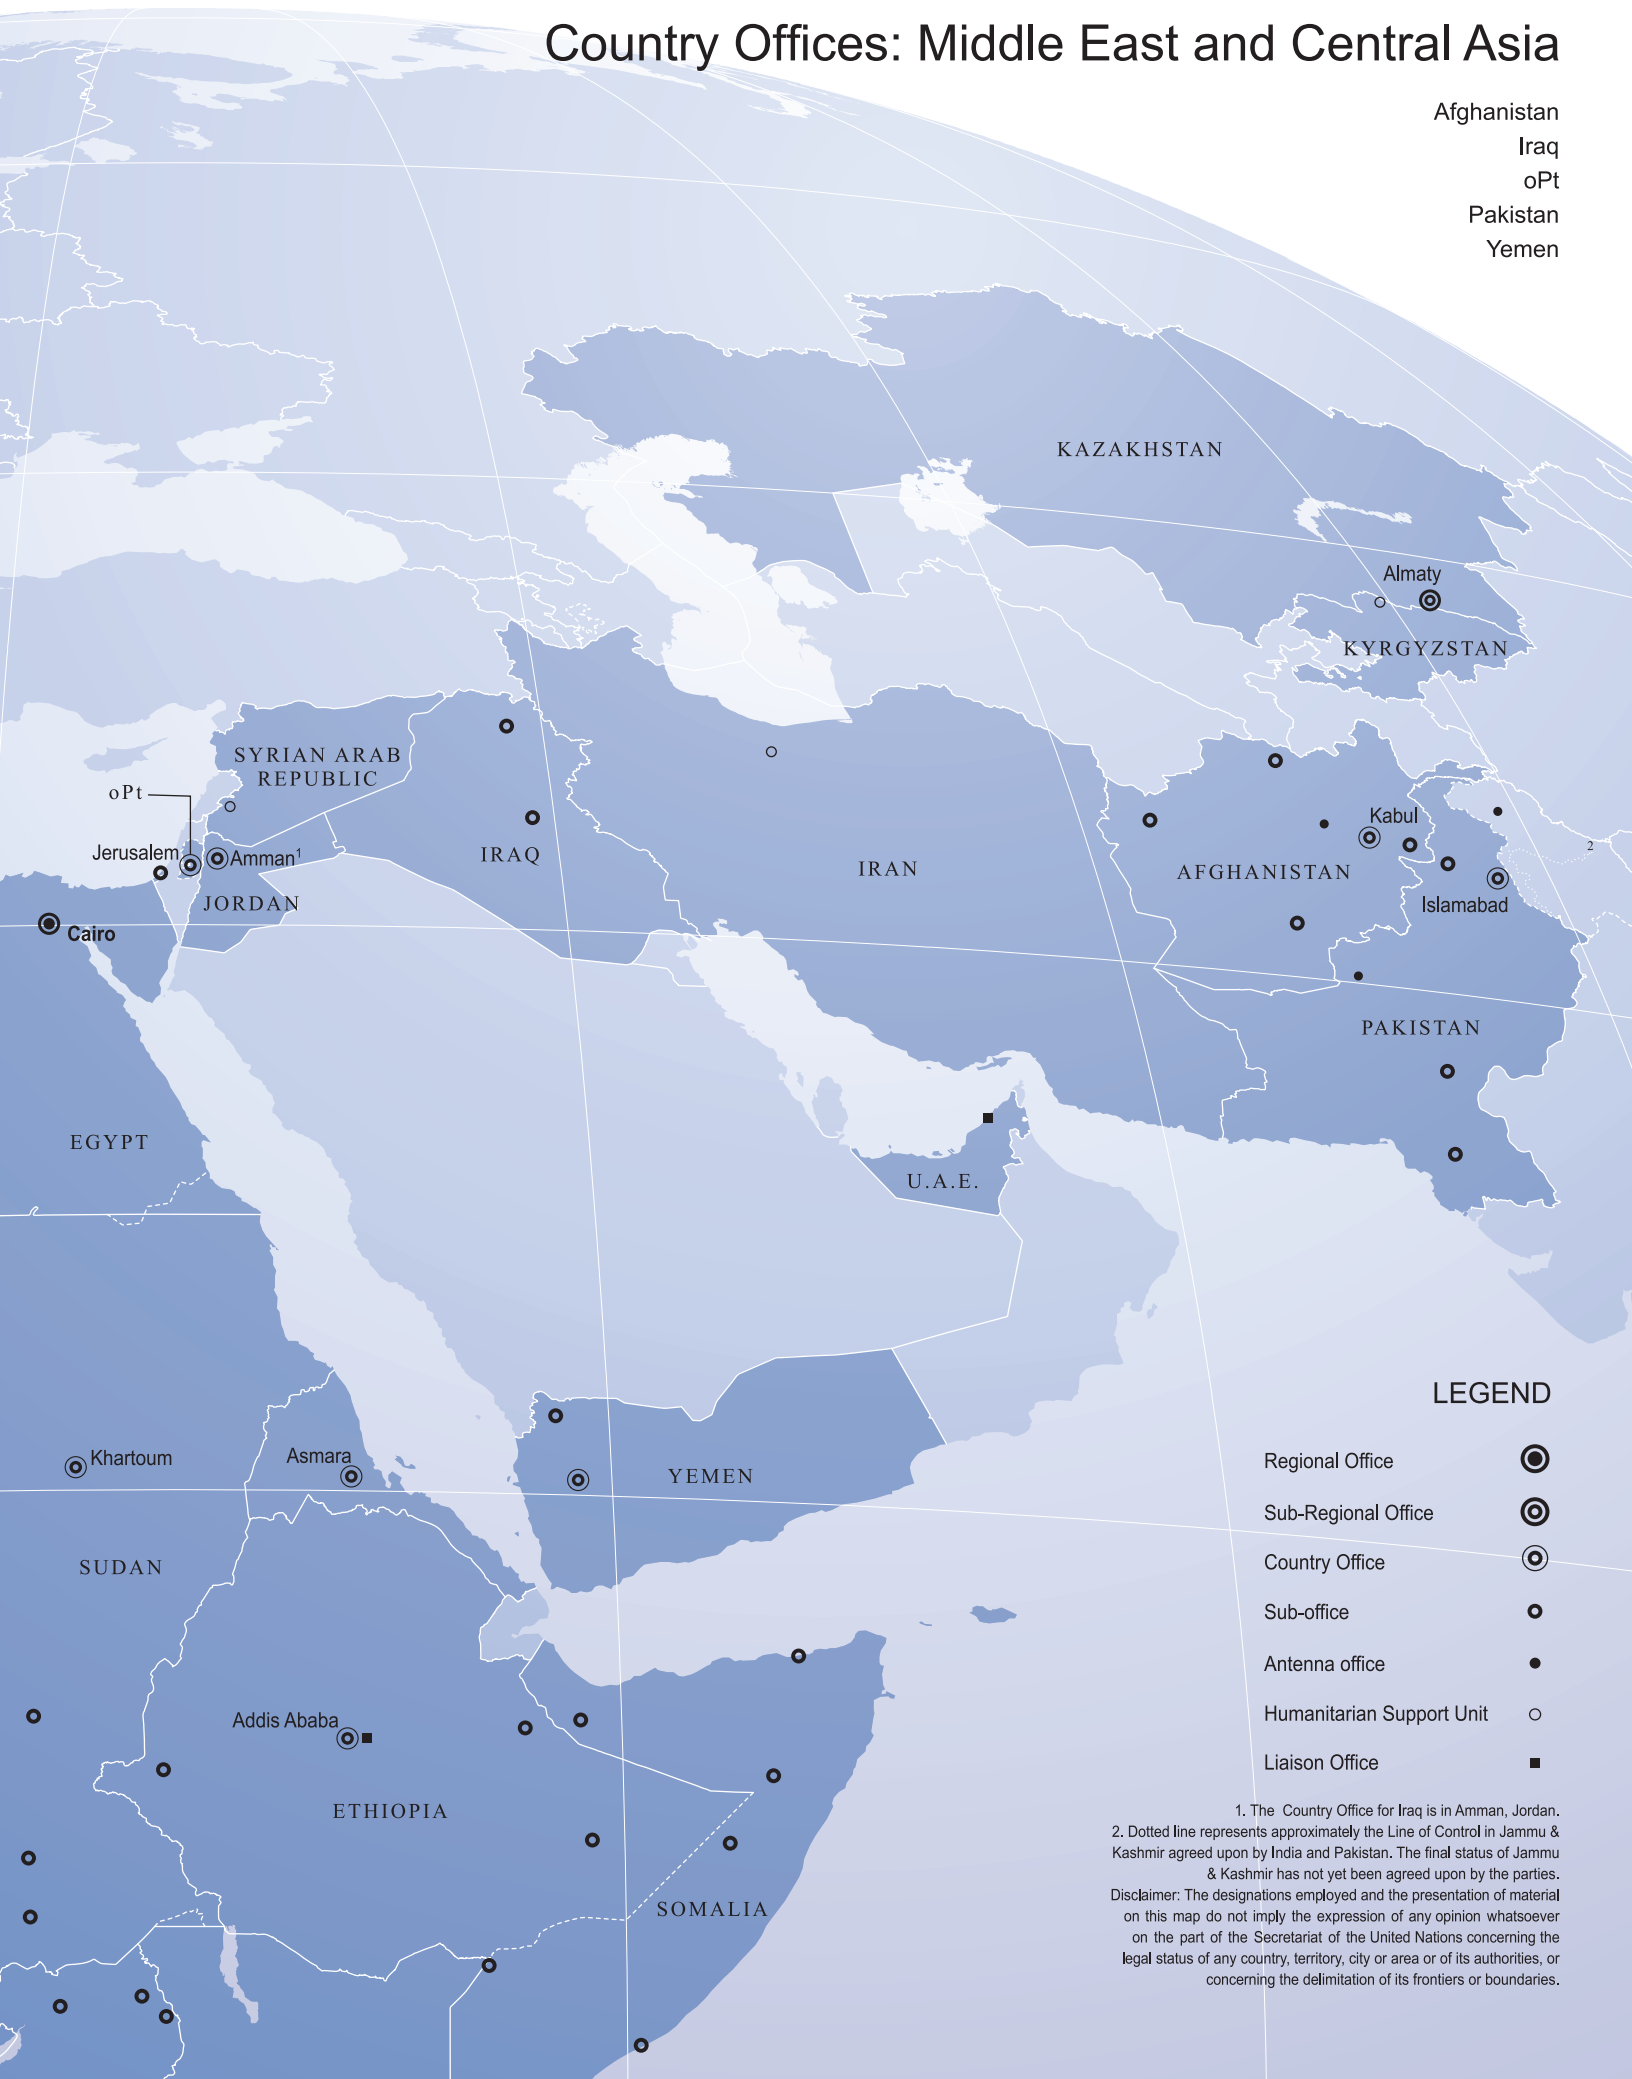 Country Offices: Middle East and Central Asia
Afghanistan
Iraq
oPt
Pakistan
Yemen
KAZAKHSTAN
Almaty
KYRGYZSTAN
SYRIAN ARAB
REPUBLIC
oPt
Jerusalem
Amman1
JORDAN
IRAQ
IRAN
Kabul
AFGHANISTAN
2
Islamabad
Cairo
PAKISTAN
EGYPT
U.A.E.
Khartoum
Asmara
YEMEN
SUDAN
Addis Ababa
ETHIOPIA
SOMALIA
LEGEND
Regional Office
Sub-Regional Office
Country Office
Sub-office
Antenna office
Humanitarian Support Unit
Liaison Office
1. The Country Office for Iraq is in Amman, Jordan.
2. Dotted line represents approximately the Line of Control in Jammu &
Kashmir agreed upon by India and Pakistan. The final status of Jammu
& Kashmir has not yet been agreed upon by the parties.
Disclaimer: The designations employed and the presentation of material
on this map do not imply the expression of any opinion whatsoever
on the part of the Secretariat of the United Nations concerning the
legal status of any country, territory, city or area or of its authorities, or
concerning the delimitation of its frontiers or boundaries.